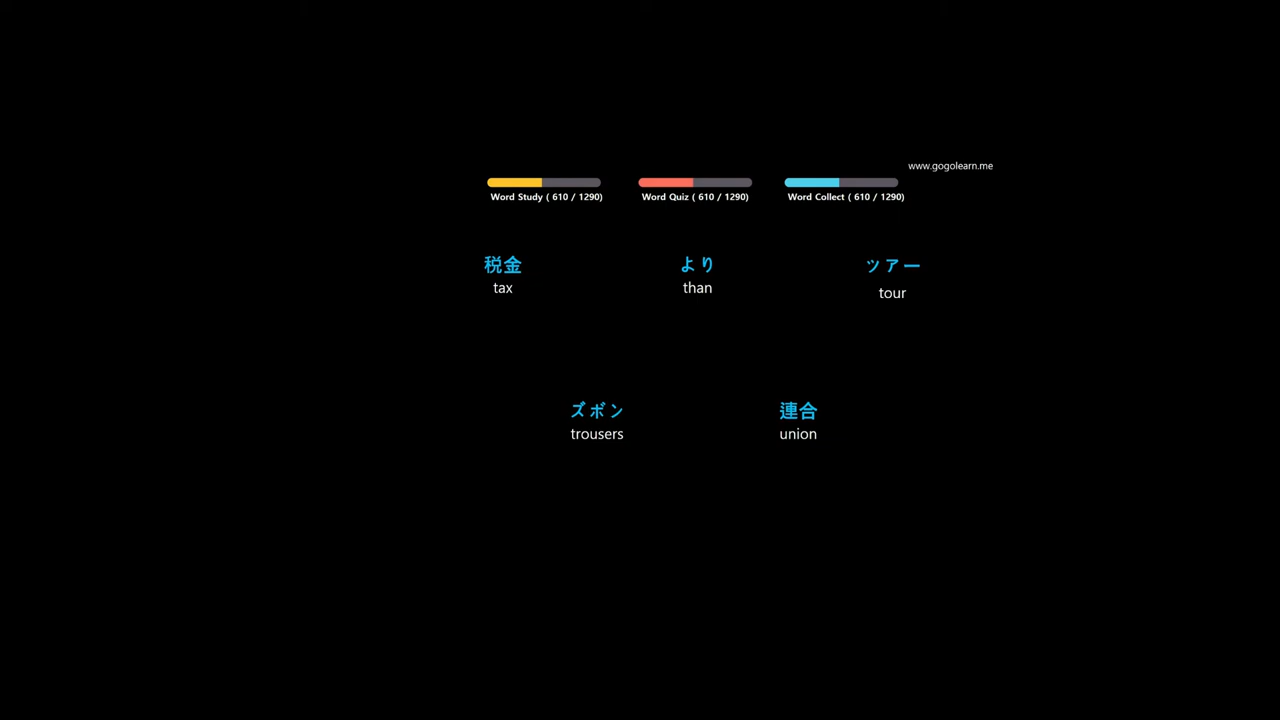 www.gogolearn.me
Word Study ( 610 / 1290)
Word Quiz ( 610 / 1290)
Word Collect ( 610 / 1290)
税金
tax
より
than
ツアー
tour
ズボン
trousers
連合
union